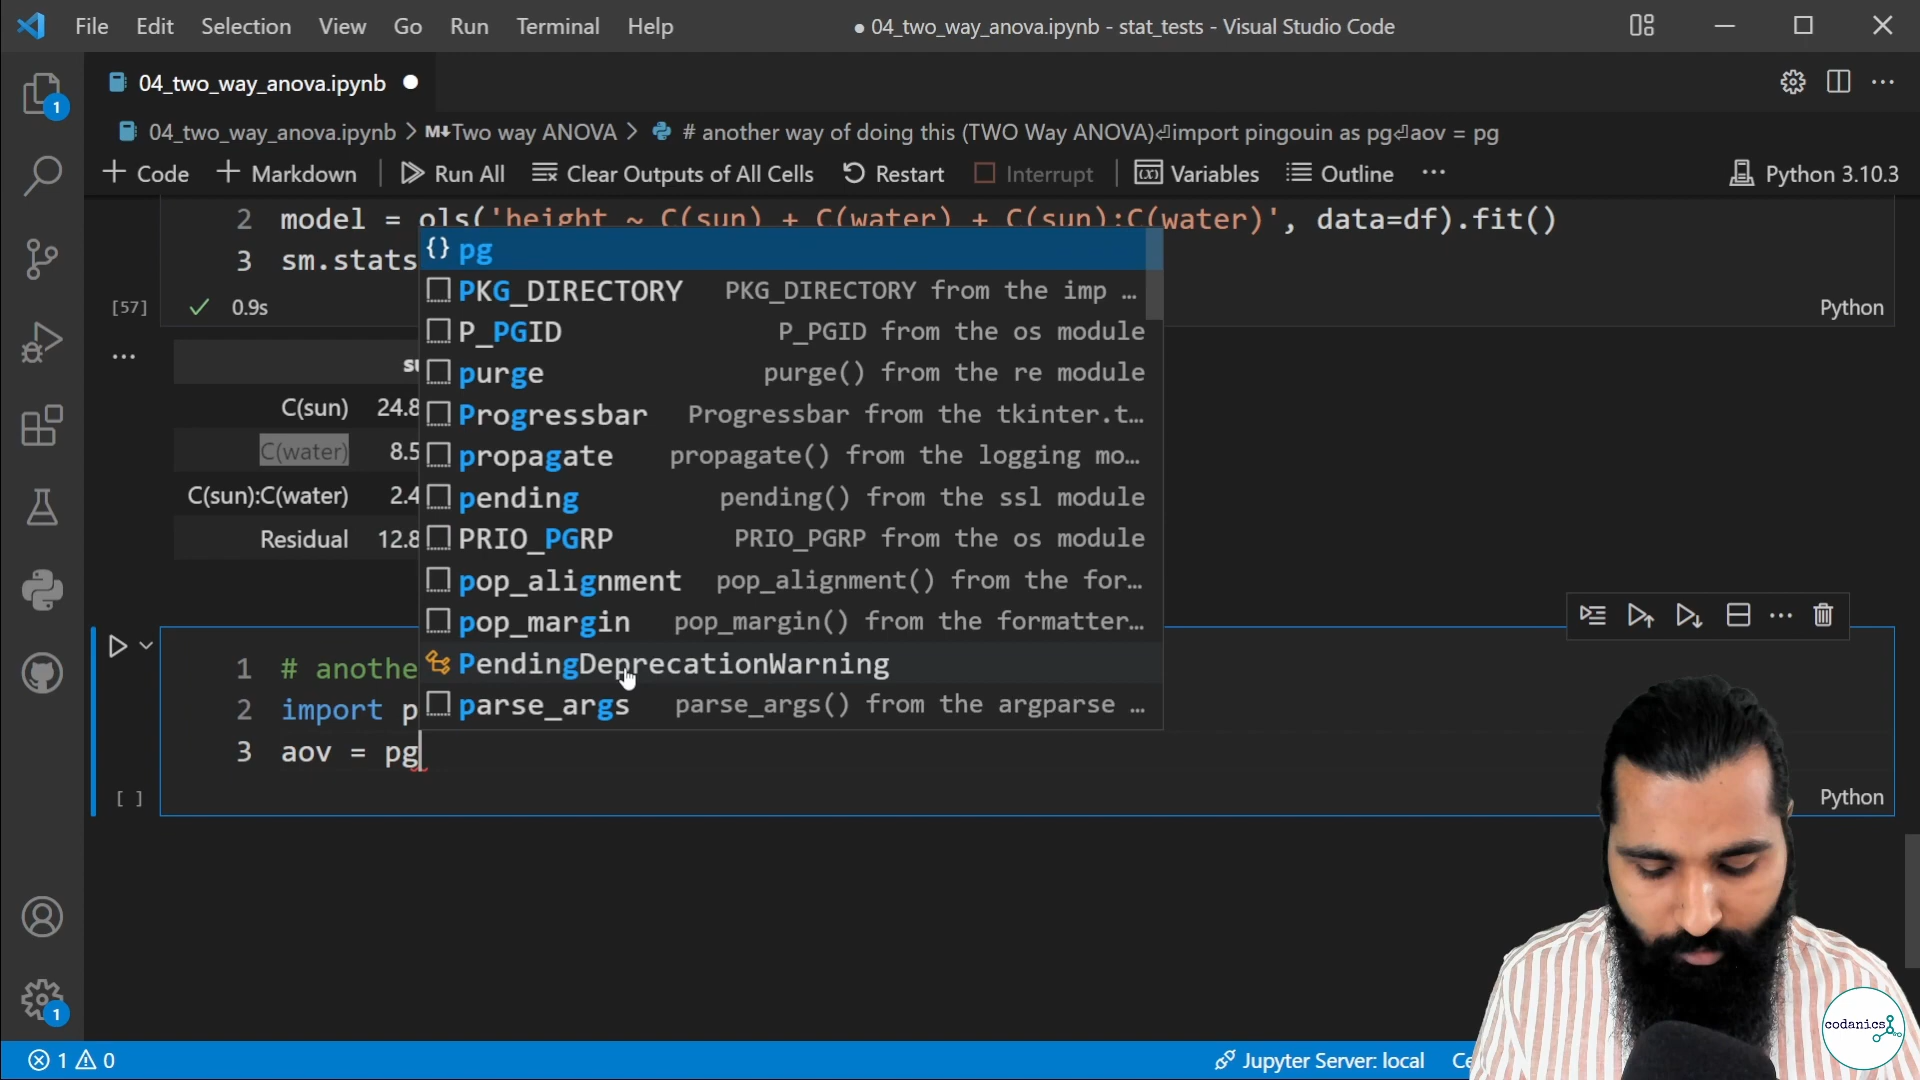 File Edit Selection View Go Run Terminal Help
● 04_two_way_anova.ipynb - stat_tests - Visual Studio Code
04_two_way_anova.ipynb ●
04_two_way_anova.ipynb > M↓Two way ANOVA > # another way of doing this (TWO Way ANOVA)⏎import pingouin as pg⏎aov = pg
+ Code + Markdown Run All Clear Outputs of All Cells Restart Interrupt Variables Outline ··· Python 3.10.3
2 model = ols('height ~ C(sun) + C(water) + C(sun):C(water)', data=df).fit()
3 sm.stats
[57] ✓ 0.9s Python
C(sun) 24.8
C(water) 8.5
C(sun):C(water) 2.4
Residual 12.8
{} pg
PKG_DIRECTORY PKG_DIRECTORY from the imp …
P_PGID P_PGID from the os module
purge purge() from the re module
Progressbar Progressbar from the tkinter.t…
propagate propagate() from the logging mo…
pending pending() from the ssl module
PRIO_PGRP PRIO_PGRP from the os module
pop_alignment pop_alignment() from the for…
pop_margin pop_margin() from the formatter…
PendingDeprecationWarning
parse_args parse_args() from the argparse …
1 # anothe
2 import p
3 aov = pg
[ ] Python
codanics
1 0 Jupyter Server: local Ce
1
1